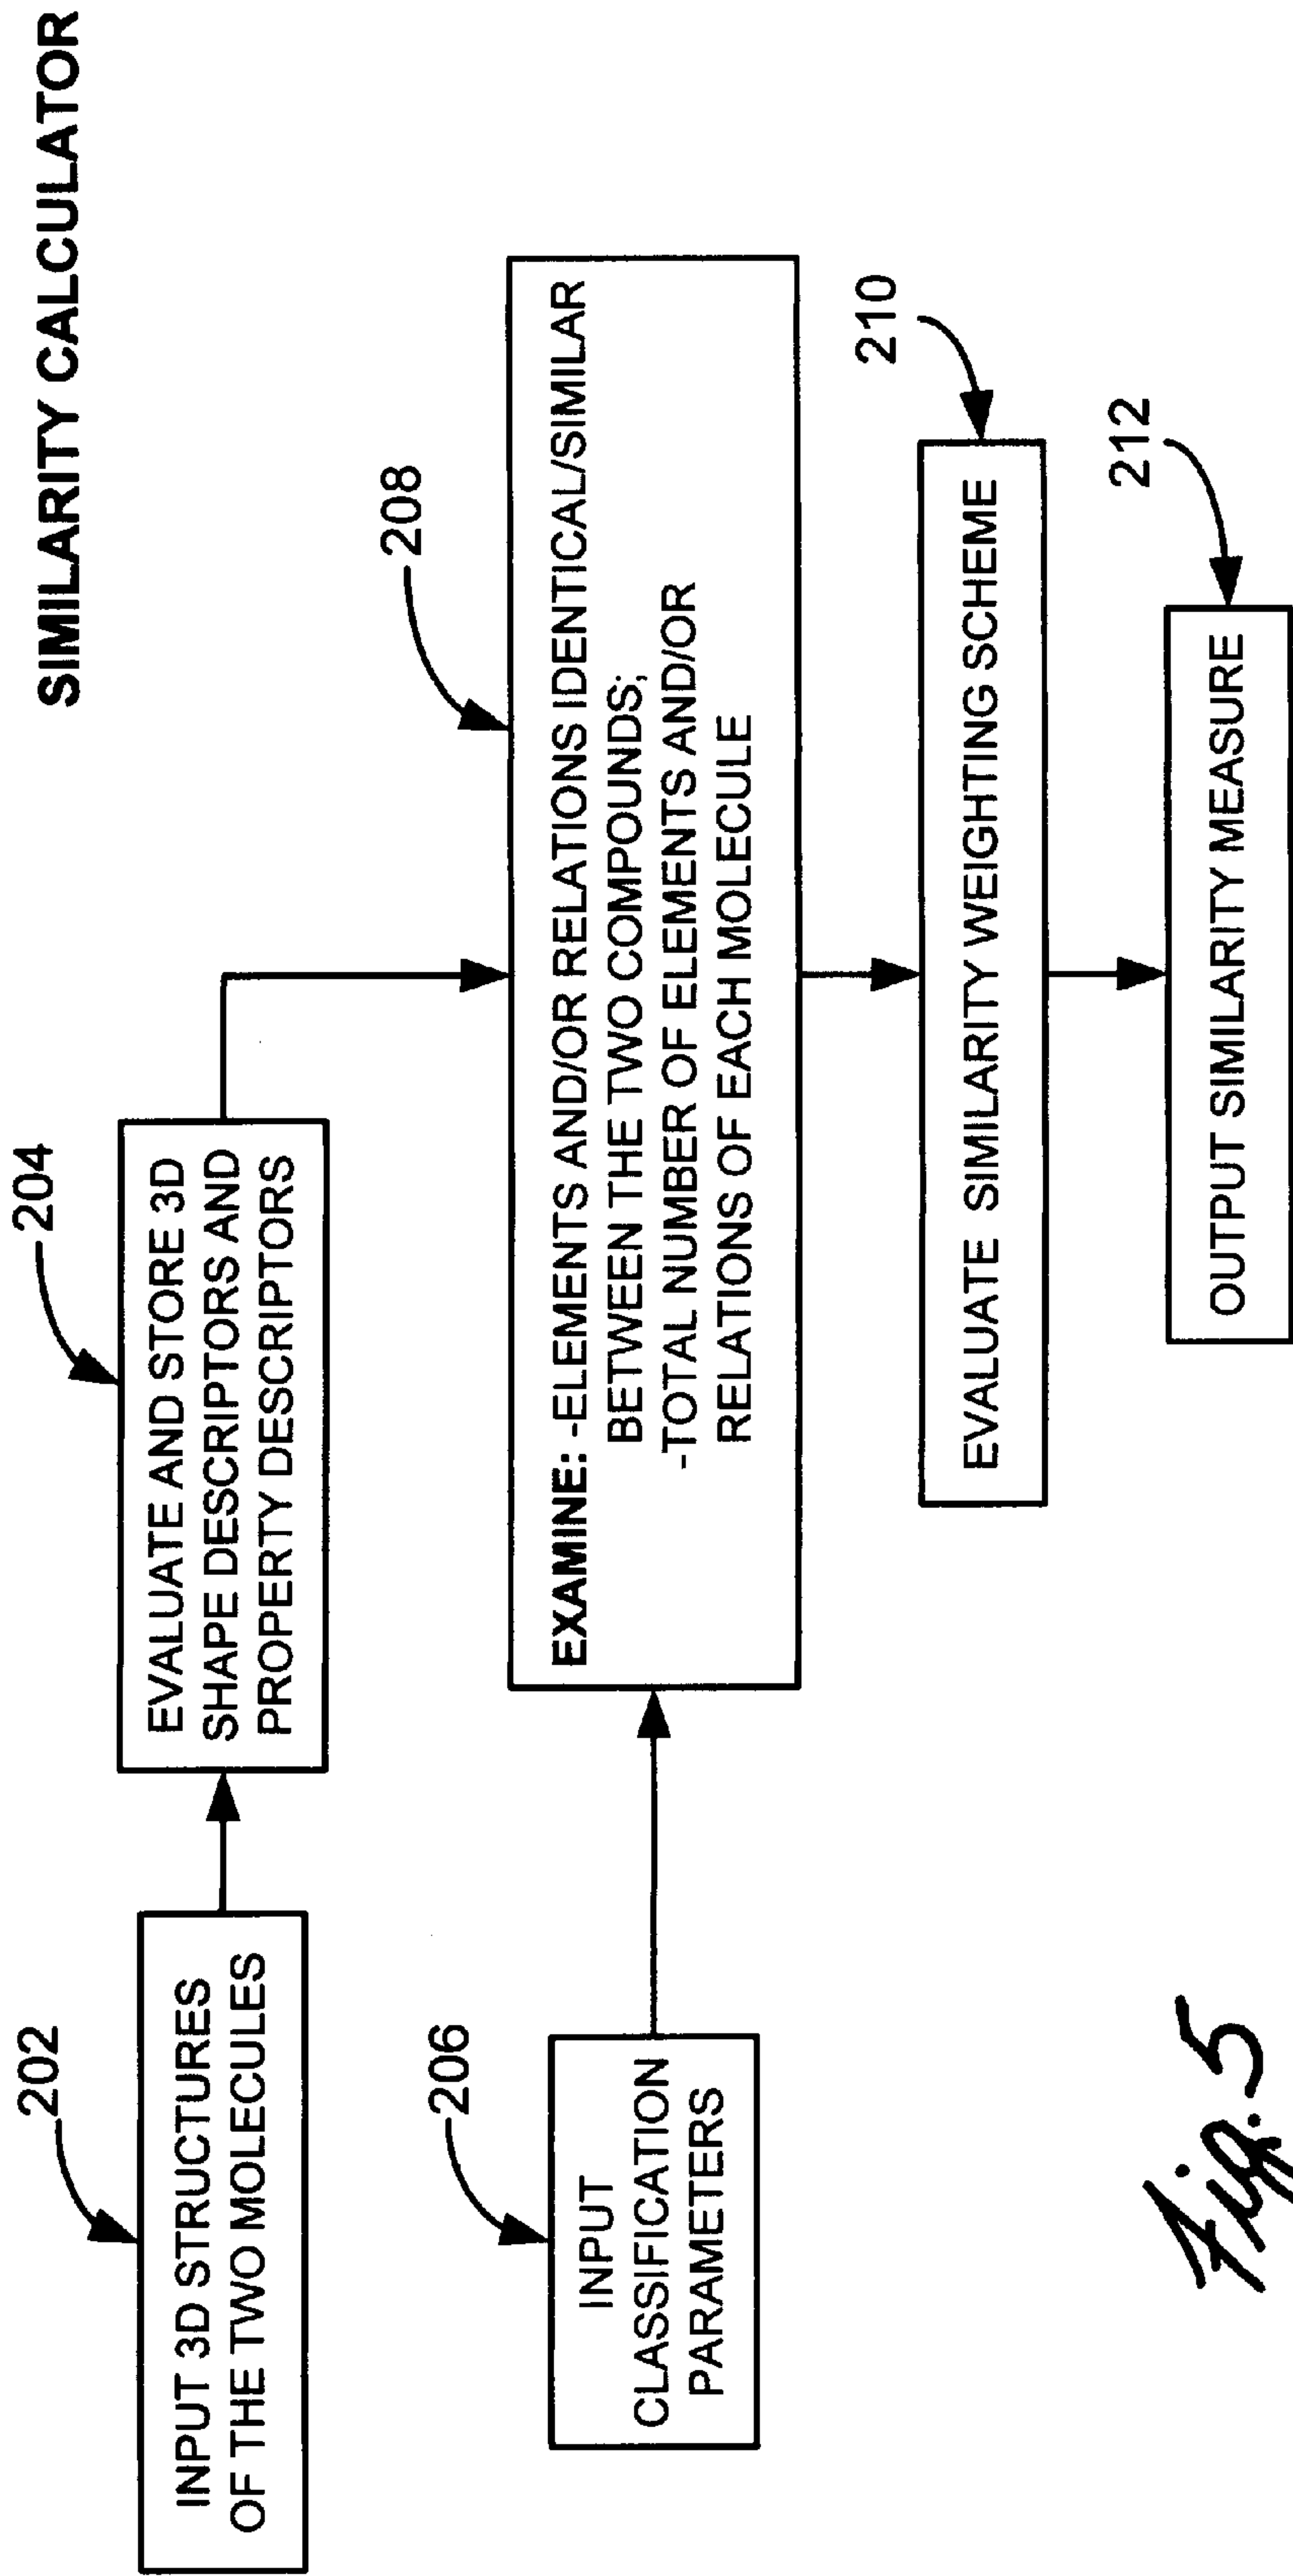 SIMILARITY CALCULATOR
202
INPUT 3D STRUCTURES
OF THE TWO MOLECULES
204
EVALUATE AND STORE 3D
SHAPE DESCRIPTORS AND
PROPERTY DESCRIPTORS
206
INPUT
CLASSIFICATION
PARAMETERS
208
EXAMINE: -ELEMENTS AND/OR RELATIONS IDENTICAL/SIMILAR
BETWEEN THE TWO COMPOUNDS;
-TOTAL NUMBER OF ELEMENTS AND/OR
RELATIONS OF EACH MOLECULE
210
EVALUATE SIMILARITY WEIGHTING SCHEME
212
OUTPUT SIMILARITY MEASURE
Fig. 5